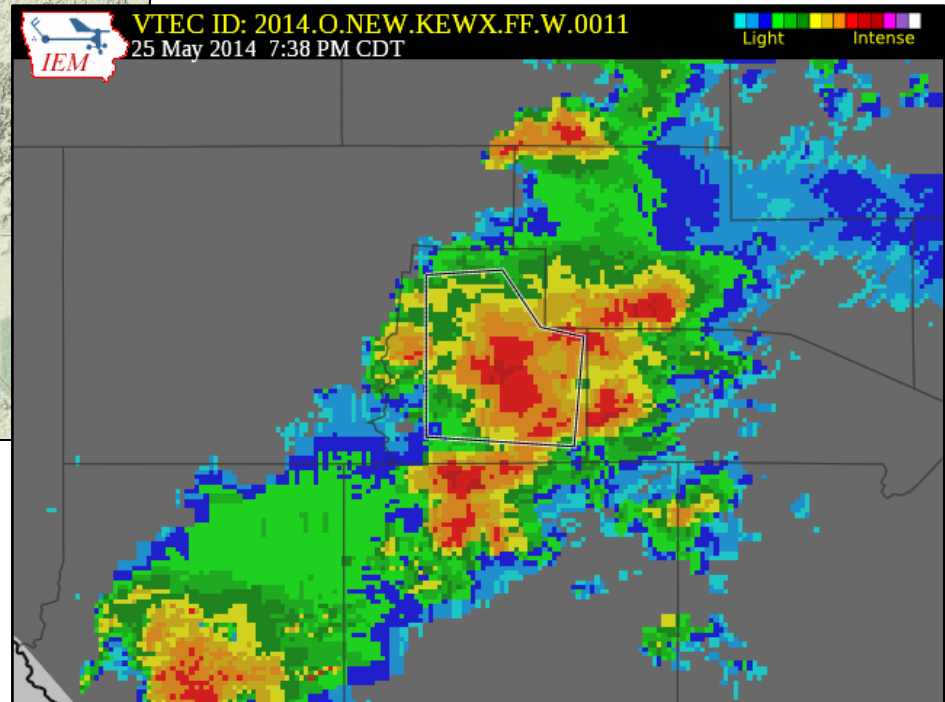 IEM
VTEC ID: 2014.O.NEW.KEWX.FF.W.0011
25 May 2014  7:38 PM CDT
Light Intense